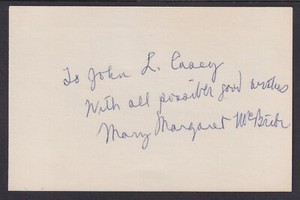 To John L. Casey
With all possible good wishes
Mary Margaret McBride